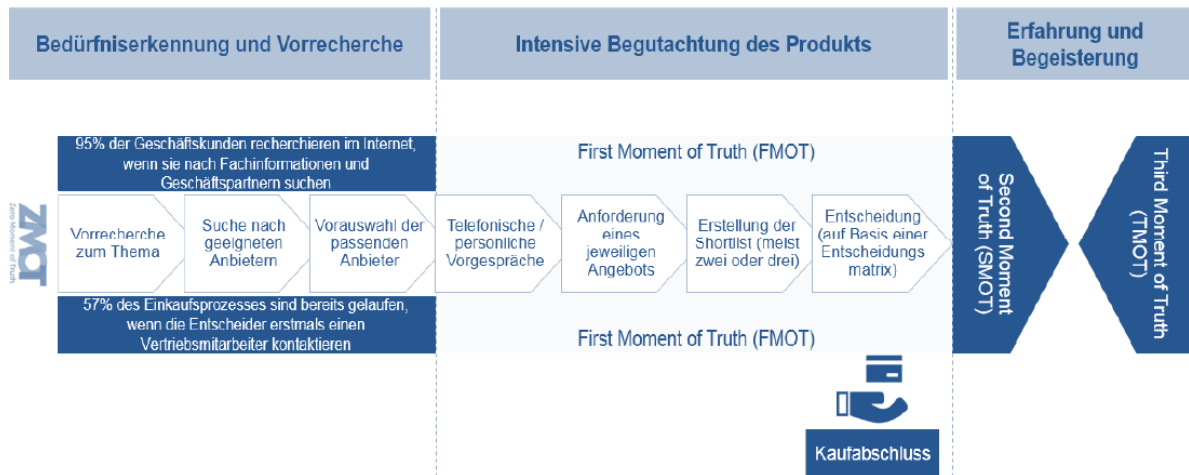 Bedürfniserkennung und Vorrecherche
Intensive Begutachtung des Produkts
Erfahrung und
Begeisterung
95% der Geschäftskunden recherchieren im Internet,
wenn sie nach Fachinformationen und
Geschäftspartnern suchen
First Moment of Truth (FMOT)
ZMOT
Zero Moment of Truth
Vorrecherche
zum Thema
Suche nach
geeigneten
Anbietern
Vorauswahl der
passenden
Anbieter
Telefonische /
persönliche
Vorgespräche
Anforderung
eines
jeweiligen
Angebots
Erstellung der
Shortlist (meist
zwei oder drei)
Entscheidung
(auf Basis einer
Entscheidungs
matrix)
Second Moment
of Truth (SMOT)
Third Moment of Truth
(TMOT)
57% des Einkaufsprozesses sind bereits gelaufen,
wenn die Entscheider erstmals einen
Vertriebsmitarbeiter kontaktieren
First Moment of Truth (FMOT)
Kaufabschluss